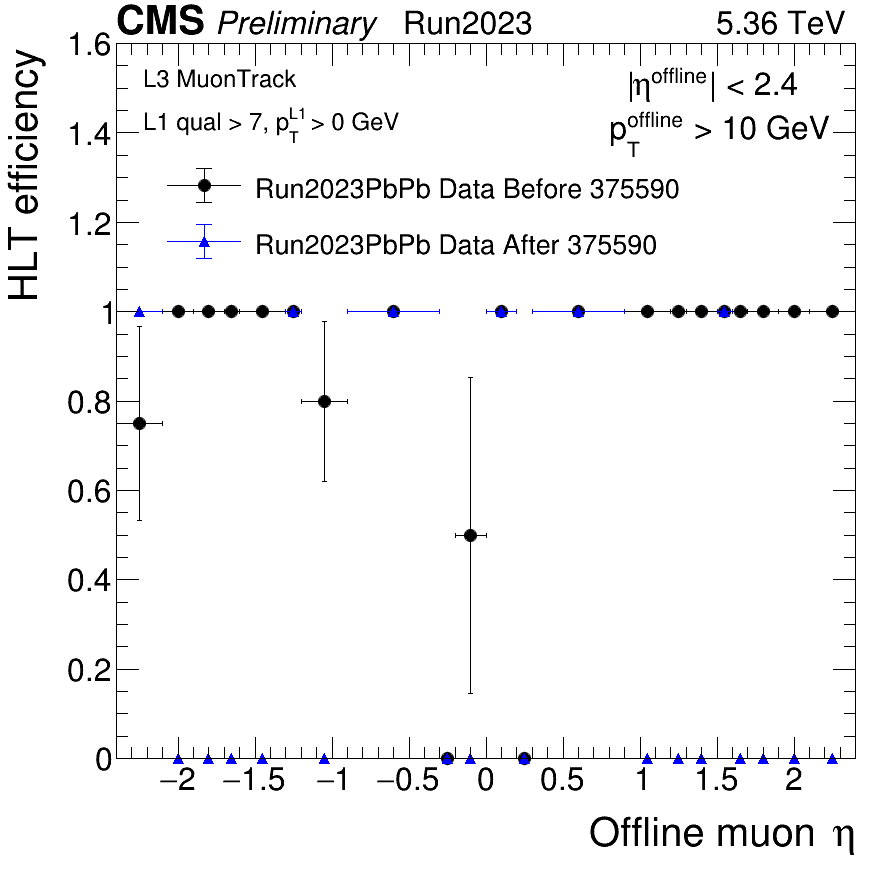 CMS Preliminary Run2023 5.36 TeV
L3 MuonTrack
|η^offline| < 2.4
L1 qual > 7, p_T^L1 > 0 GeV
p_T^offline > 10 GeV
Run2023PbPb Data Before 375590
Run2023PbPb Data After 375590
HLT efficiency
1.6
1.4
1.2
1
0.8
0.6
0.4
0.2
0
−2 −1.5 −1 −0.5 0 0.5 1 1.5 2
Offline muon η